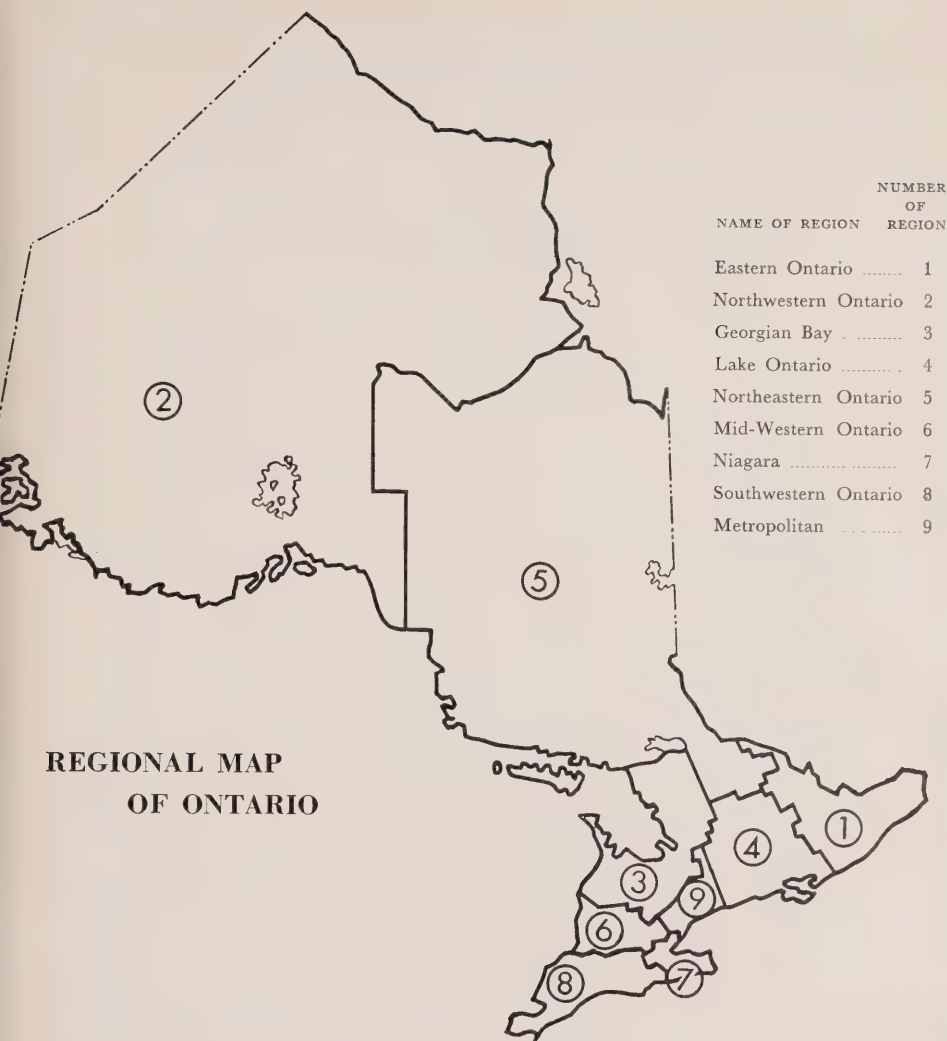 NUMBER
OF
NAME OF REGION REGION
Eastern Ontario ........ 1
Northwestern Ontario 2
Georgian Bay . ......... 3
Lake Ontario .......... . 4
Northeastern Ontario 5
Mid-Western Ontario 6
Niagara .......... .......... 7
Southwestern Ontario 8
Metropolitan . . ........ 9
2
5
REGIONAL MAP
OF ONTARIO
1
4
3
9
6
8
7